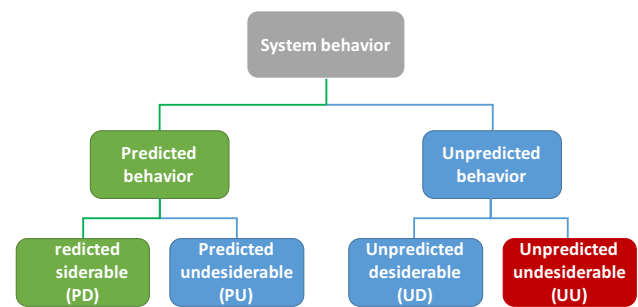 System behavior
Predicted
behavior
Unpredicted
behavior
redicted
siderable
(PD)
Predicted
undesiderable
(PU)
Unpredicted
desiderable
(UD)
Unpredicted
undesiderable
(UU)